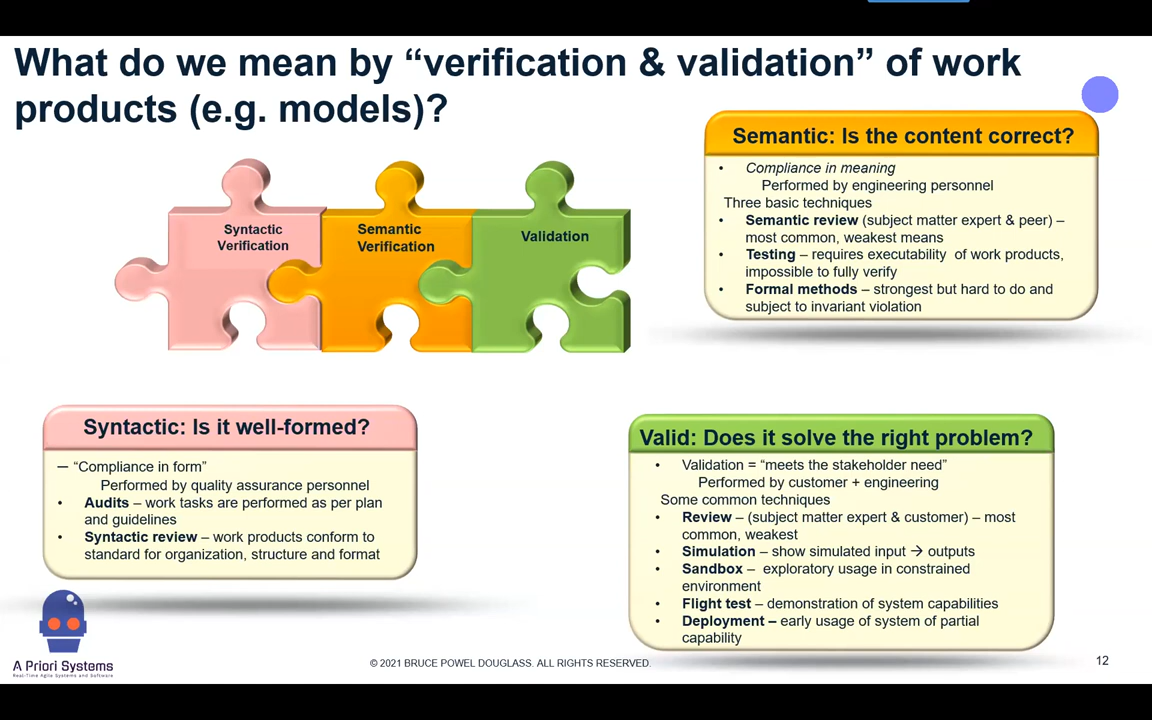 What do we mean by “verification & validation” of work
products (e.g. models)?
Syntactic
Verification
Semantic
Verification
Validation
Semantic: Is the content correct?
• Compliance in meaning
Performed by engineering personnel
Three basic techniques
• Semantic review (subject matter expert & peer) –
most common, weakest means
• Testing – requires executability of work products,
impossible to fully verify
• Formal methods – strongest but hard to do and
subject to invariant violation
Syntactic: Is it well-formed?
– “Compliance in form”
Performed by quality assurance personnel
• Audits – work tasks are performed as per plan
and guidelines
• Syntactic review – work products conform to
standard for organization, structure and format
Valid: Does it solve the right problem?
• Validation = “meets the stakeholder need”
Performed by customer + engineering
Some common techniques
• Review – (subject matter expert & customer) – most
common, weakest
• Simulation – show simulated input → outputs
• Sandbox – exploratory usage in constrained
environment
• Flight test – demonstration of system capabilities
• Deployment – early usage of system of partial
capability
A Priori Systems
Real-Time Agile Systems and Software
© 2021 BRUCE POWEL DOUGLASS. ALL RIGHTS RESERVED.
12